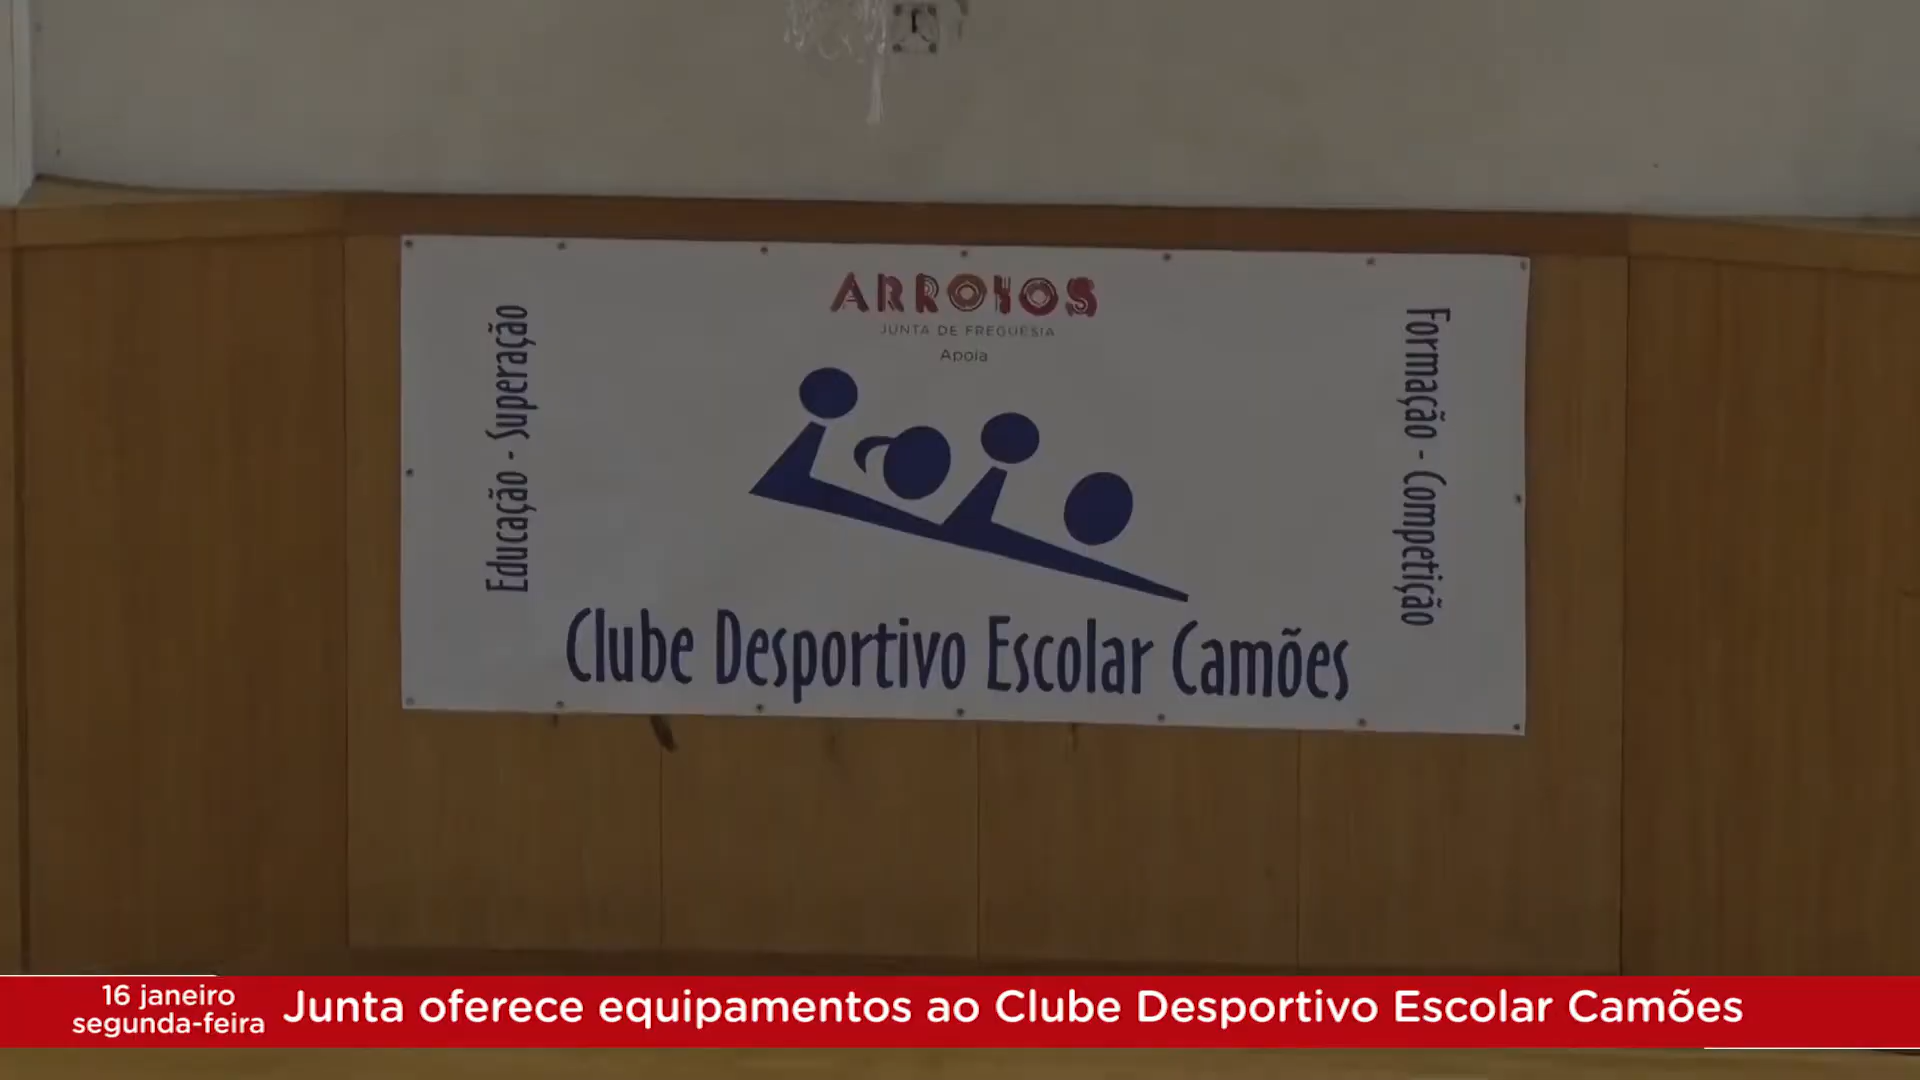 ARROIOS
JUNTA DE FREGUESIA
Apoia
Educação - Superação
Formação - Competição
Clube Desportivo Escolar Camões
16 janeiro
segunda-feira
Junta oferece equipamentos ao Clube Desportivo Escolar Camões